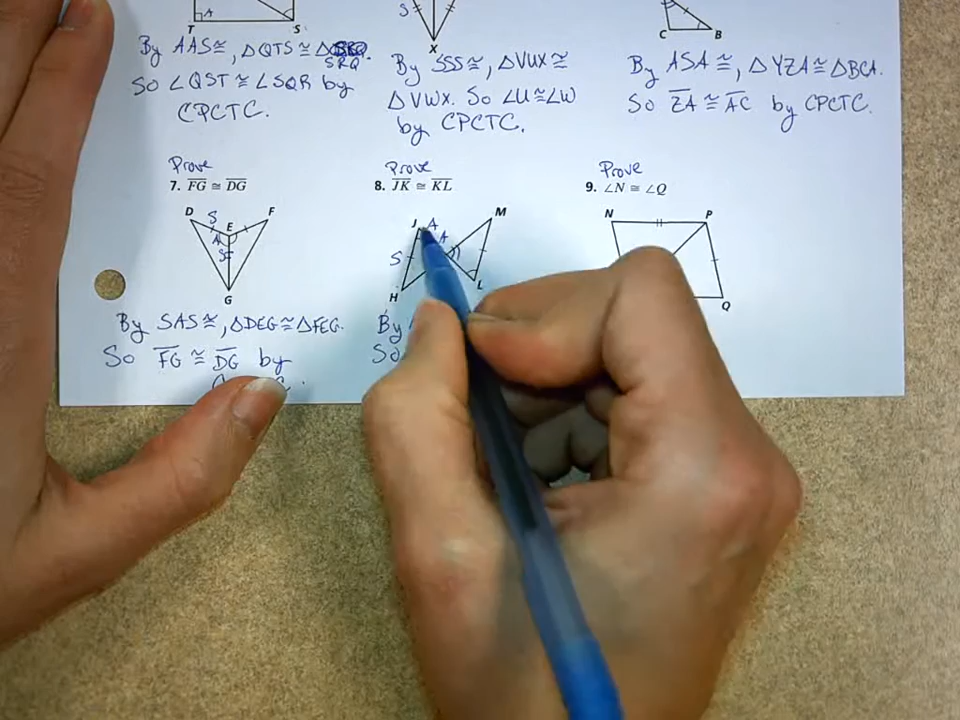 A
T
S
By AAS≅, △QTS ≅ △SRQ.
So ∠QST ≅ ∠SQR by
CPCTC.
S
X
By SSS≅, △VUX≅
△VWX. So ∠U≅∠W
by CPCTC.
C
B
By ASA≅, △YZA≅△BCA.
So ZA ≅ AC by CPCTC.
Prove
7. FG ≅ DG
D
S
E
F
A
S
G
By SAS≅, △DEG≅△FEG.
So FG ≅ DG by
Prove
8. JK ≅ KL
J
A
M
A
S
L
H
By
So
Prove
9. ∠N ≅ ∠Q
N
P
Q